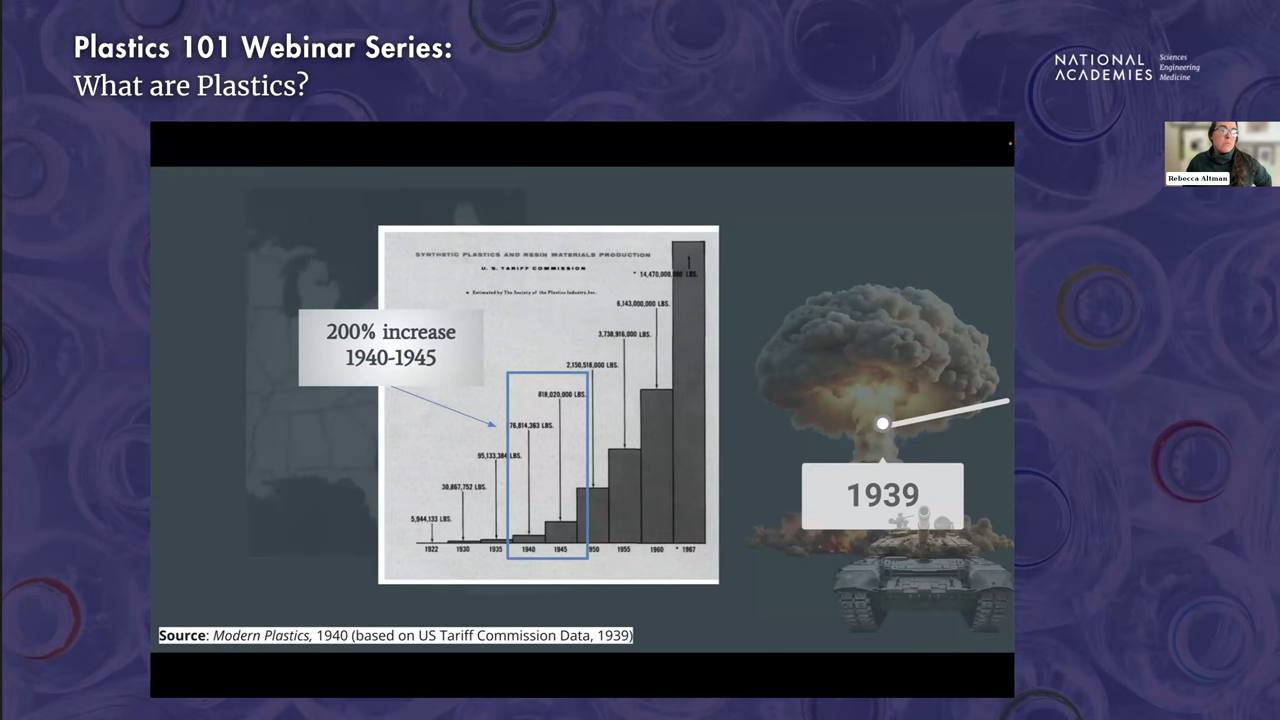 Plastics 101 Webinar Series:
What are Plastics?
NATIONAL
ACADEMIES
Sciences
Engineering
Medicine
Rebecca Altman
SYNTHETIC PLASTICS AND RESIN MATERIALS PRODUCTION
U. S. TARIFF COMMISSION
* Estimated by The Society of the Plastics Industry, Inc.
* 14,470,000,000 LBS.
6,143,000,000 LBS.
3,738,916,000 LBS.
2,150,518,000 LBS.
818,020,000 LBS.
76,814,363 LBS.
95,133,384 LBS.
30,867,752 LBS.
5,944,133 LBS.
1922 1930 1935 1940 1945 950 1955 1960 * 1967
200% increase
1940-1945
1939
Source: Modern Plastics, 1940 (based on US Tariff Commission Data, 1939)